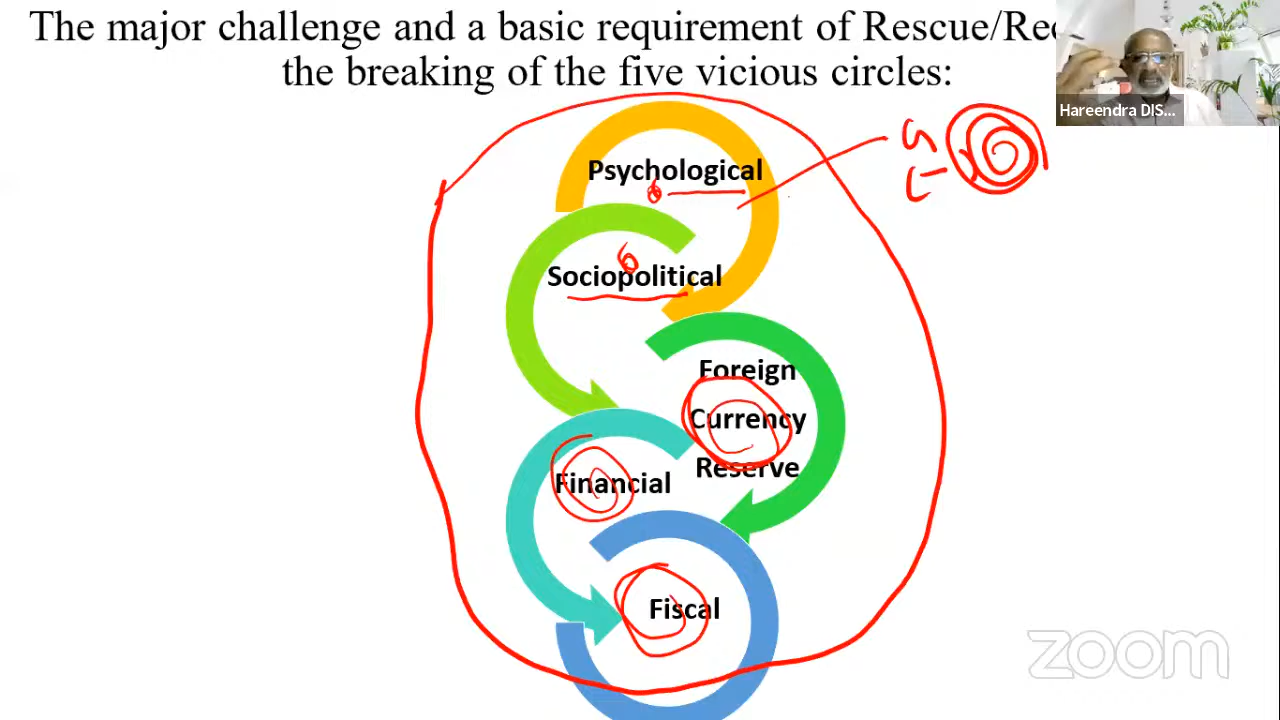 The major challenge and a basic requirement of Rescue/Rec
the breaking of the five vicious circles:
Hareendra DIS...
Psychological
Sociopolitical
Foreign
Currency
Reserve
Financial
Fiscal
zoom